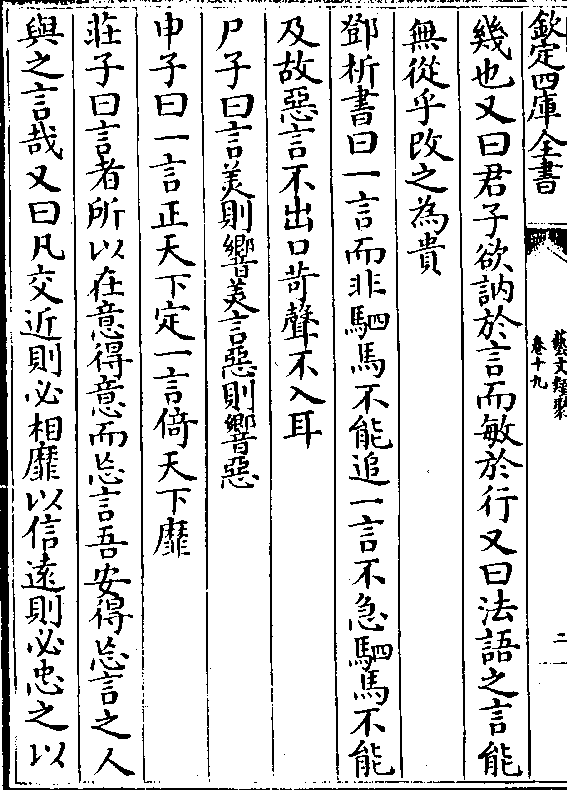 欽定四庫全書
藝文類聚
卷十九
二
幾也又曰君子欲訥於言而敏於行又曰法語之言能
無從乎改之為貴
鄧析書曰一言而非駟馬不能追一言不急駟馬不能
及故惡言不出口苛聲不入耳
尸子曰言美則響美言惡則響惡
申子曰一言正天下定一言倚天下靡
莊子曰言者所以在意得意而忘言吾安得忘言之人
與之言哉又曰凡交近則必相靡以信遠則必忠之以